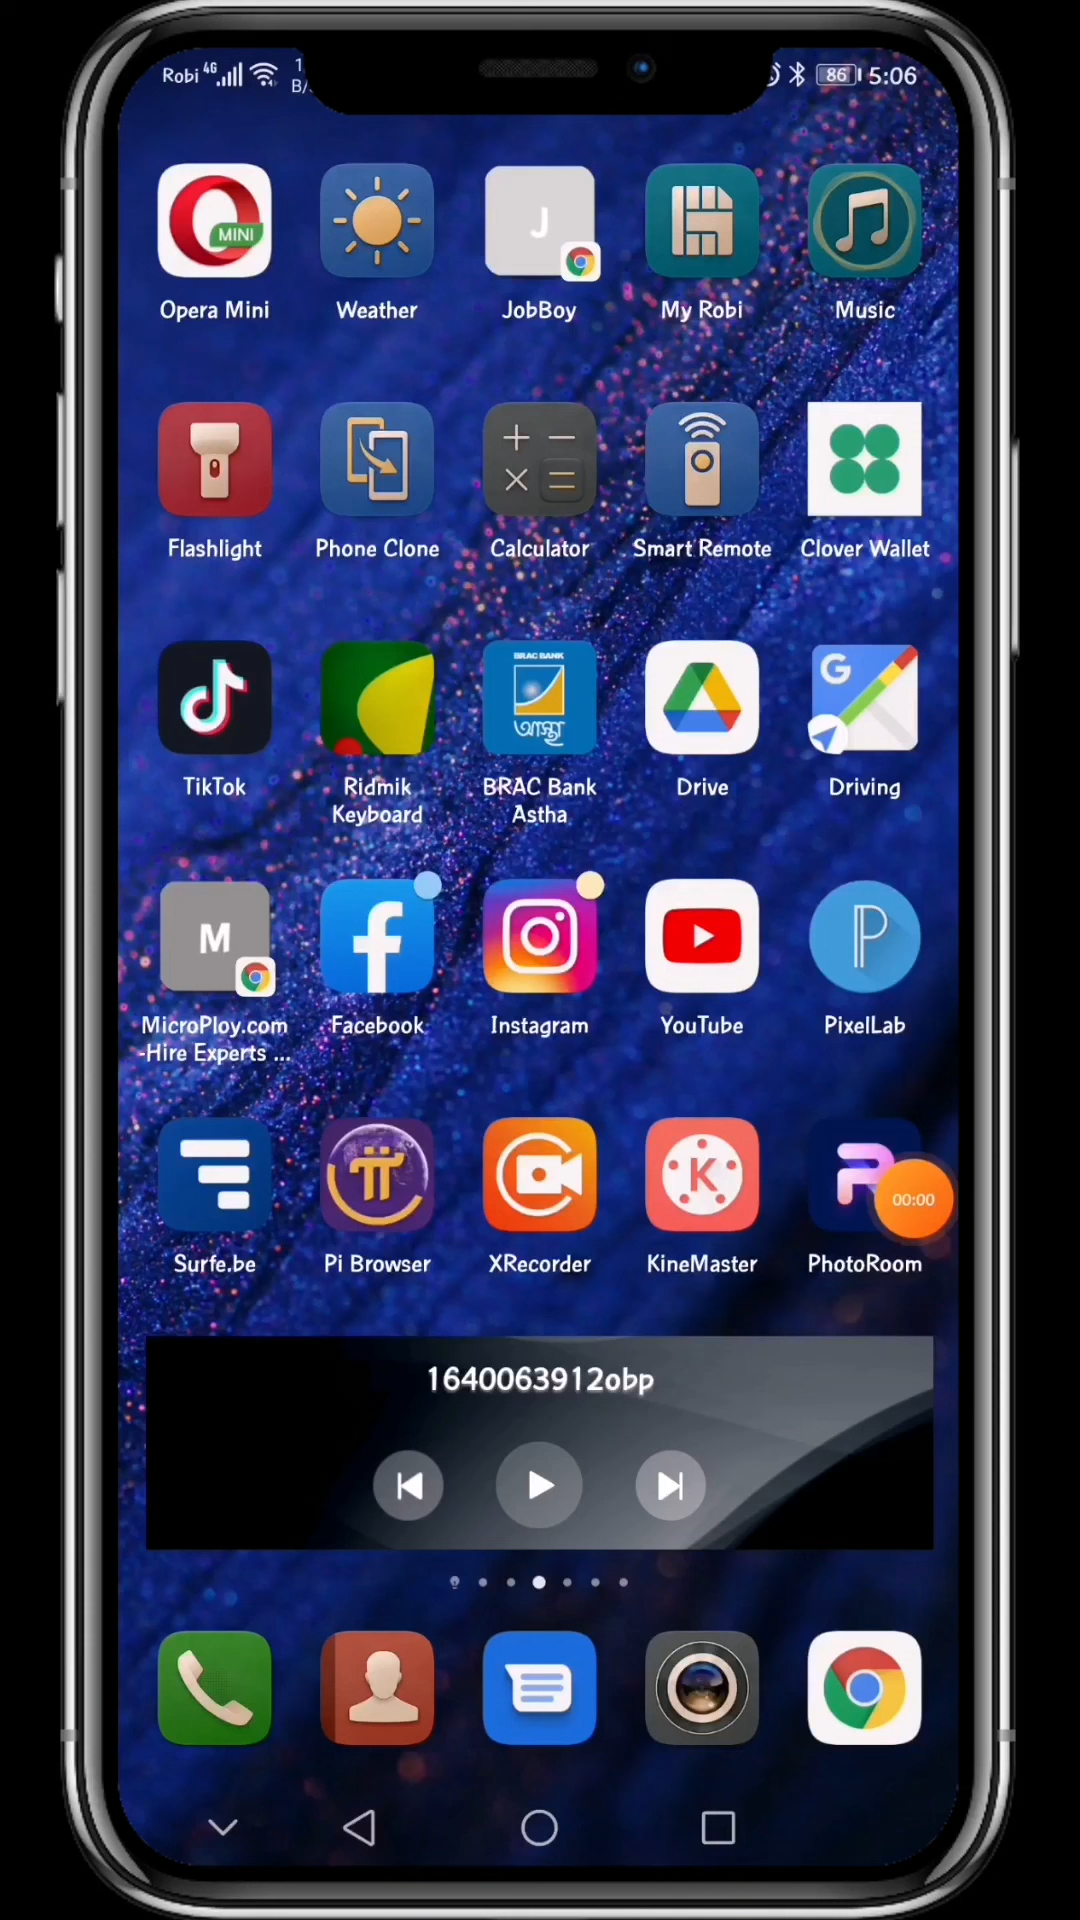 Robi 4G
1
B/
86 5:06
MINI
J
Opera Mini
Weather
JobBoy
My Robi
Music
Flashlight
Phone Clone
Calculator
Smart Remote
Clover Wallet
BRAC BANK
আস্থা
G
TikTok
Ridmik
Keyboard
BRAC Bank
Astha
Drive
Driving
M
f
P
MicroPloy.com
-Hire Experts ...
Facebook
Instagram
YouTube
PixelLab
K
00:00
Surfe.be
Pi Browser
XRecorder
KineMaster
PhotoRoom
1640063912obp